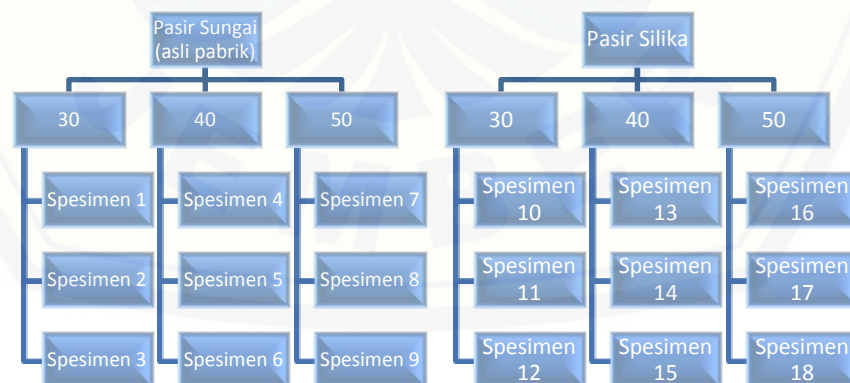 Pasir Sungai
(asli pabrik)
30
40
50
Spesimen 1
Spesimen 4
Spesimen 7
Spesimen 2
Spesimen 5
Spesimen 8
Spesimen 3
Spesimen 6
Spesimen 9
Pasir Silika
30
40
50
Spesimen
10
Spesimen
13
Spesimen
16
Spesimen
11
Spesimen
14
Spesimen
17
Spesimen
12
Spesimen
15
Spesimen
18